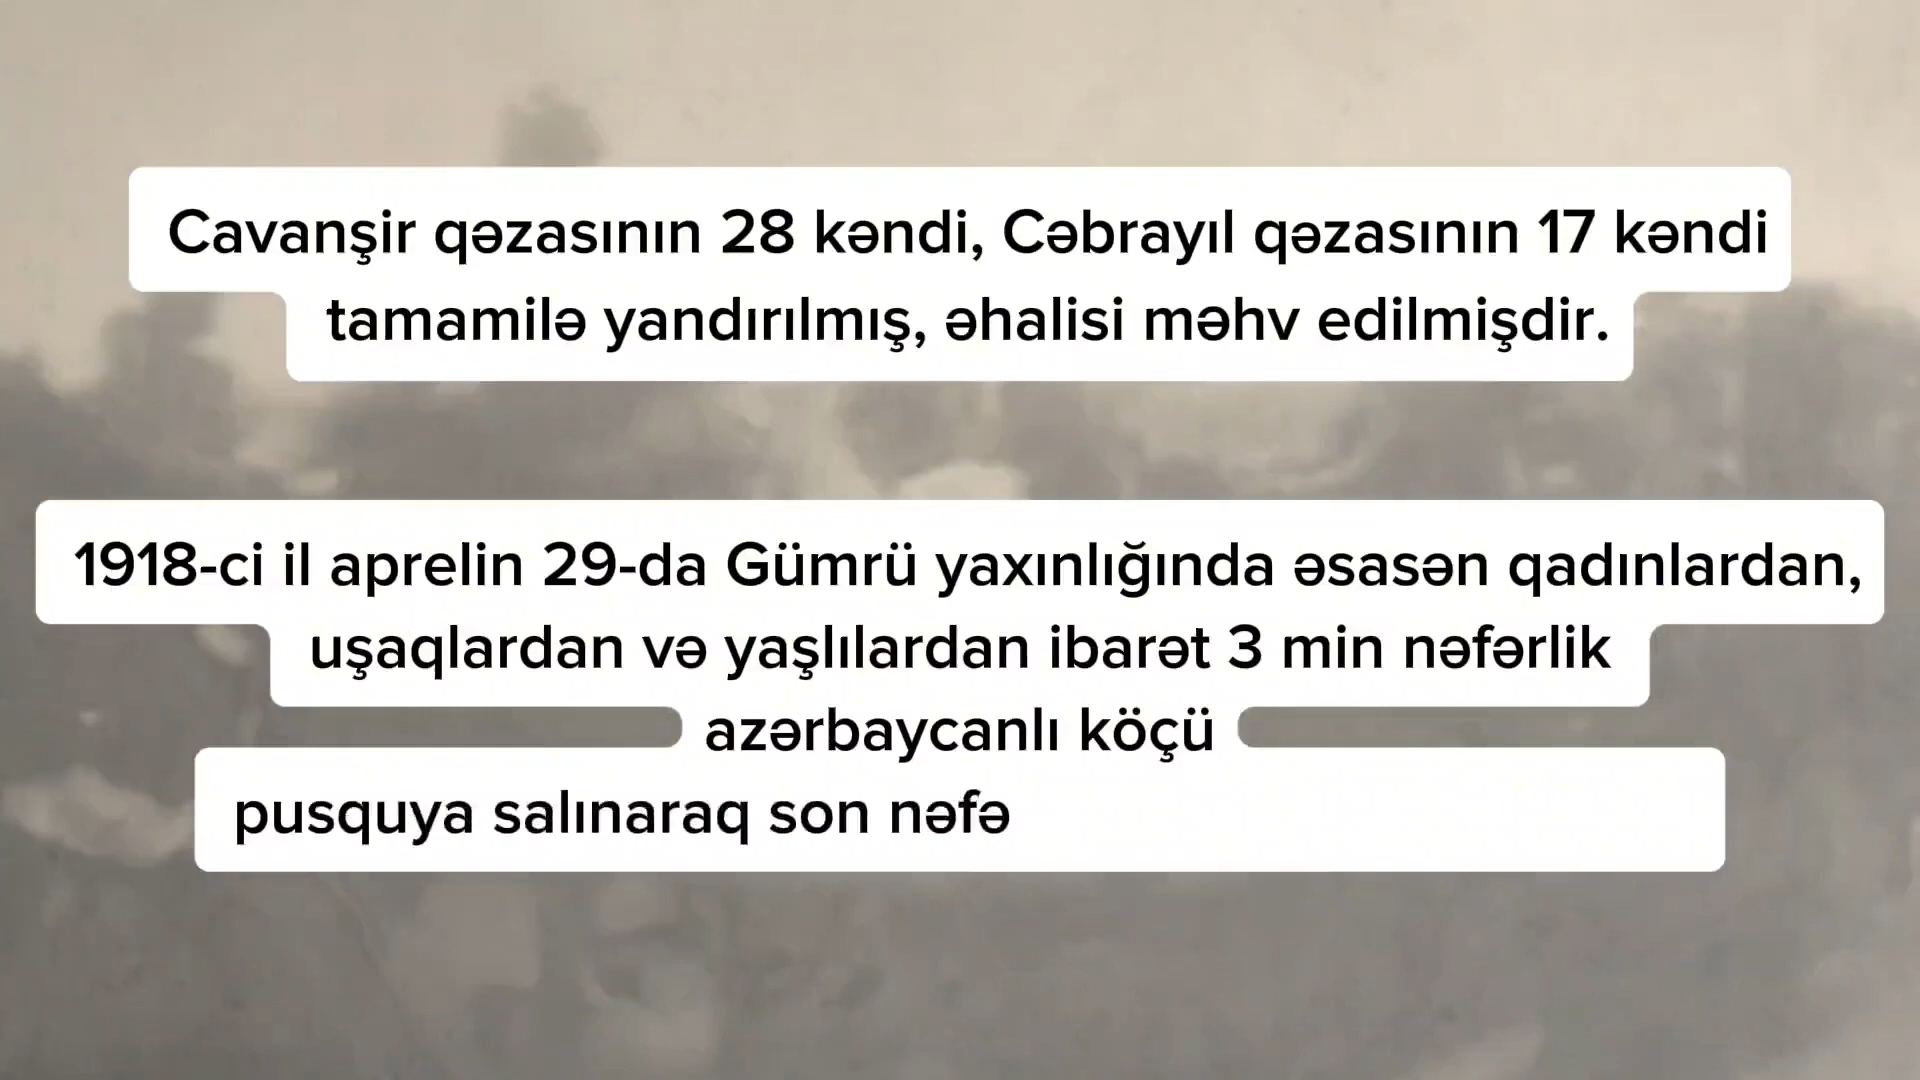 Cavanşir qəzasının 28 kəndi, Cəbrayıl qəzasının 17 kəndi
tamamilə yandırılmış, əhalisi məhv edilmişdir.
1918-ci il aprelin 29-da Gümrü yaxınlığında əsasən qadınlardan,
uşaqlardan və yaşlılardan ibarət 3 min nəfərlik
azərbaycanlı köçü
pusquya salınaraq son nəfə